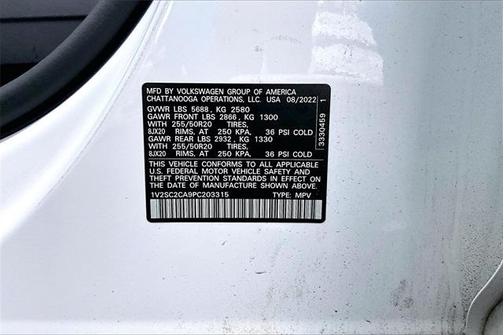 MFD. BY VOLKSWAGEN GROUP OF AMERICA
CHATTANOOGA OPERATIONS, LLC. USA 08/2022
GVWR LBS 5688, KG 2580
GAWR FRONT LBS 2866, KG 1300
WITH 255/50R20 TIRES,
8JX20 RIMS, AT 250 KPA, 36 PSI COLD
GAWR REAR LBS 2932, KG 1330
WITH 255/50R20 TIRES,
8JX20 RIMS, AT 250 KPA, 36 PSI COLD
THIS VEHICLE CONFORMS TO ALL APPLICABLE
U.S. FEDERAL MOTOR VEHICLE SAFETY
AND THEFT PREVENTION STANDARDS IN EFFECT ON
THE DATE OF MANUFACTURE SHOWN ABOVE.
1V2SC2CA9PC203315 TYPE: MPV
3330459 1